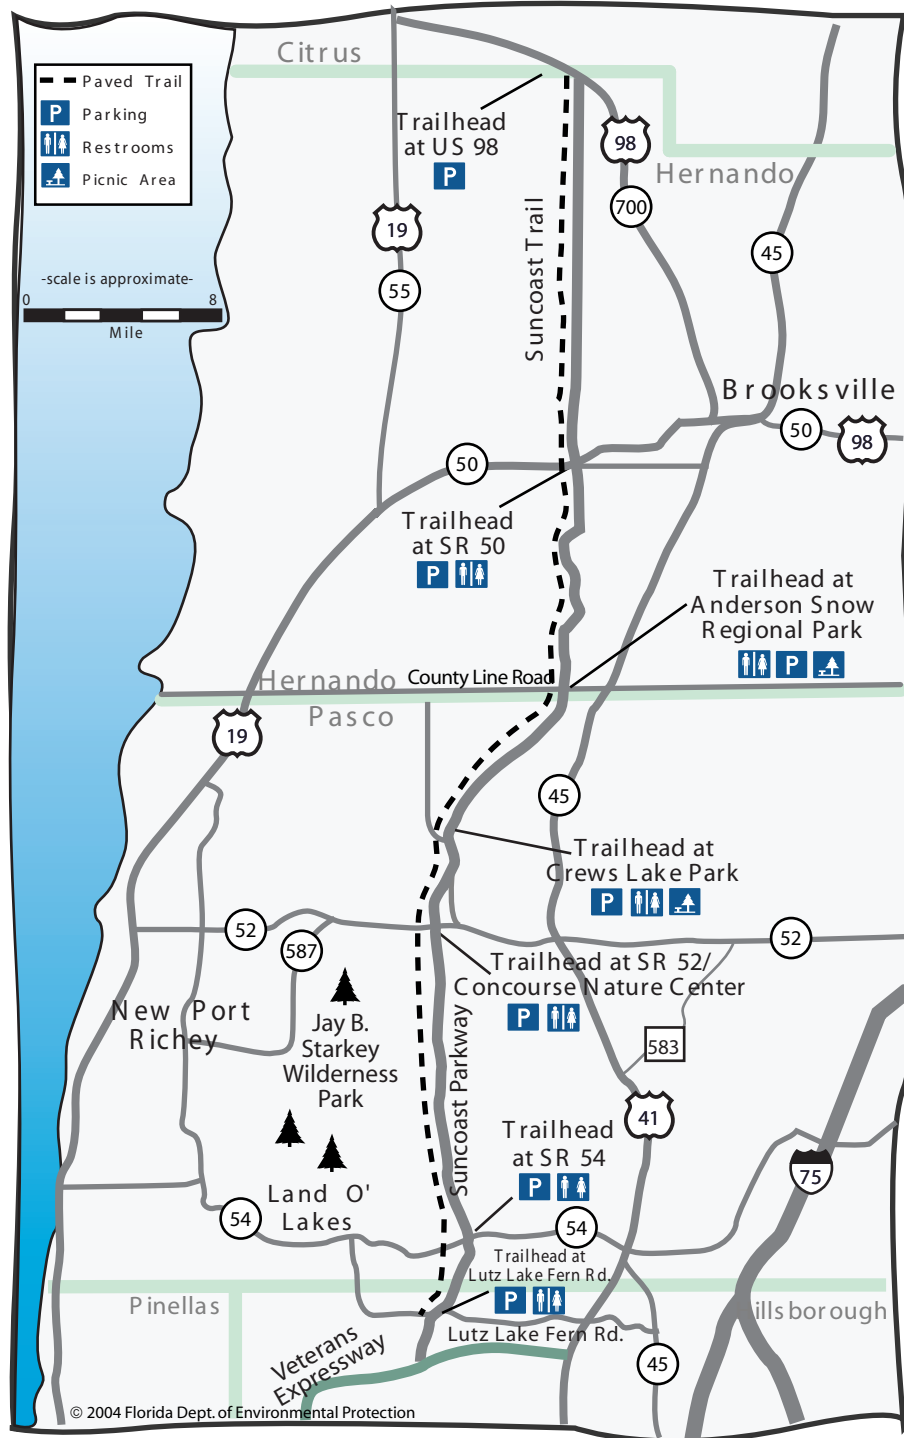 Citrus
Paved Trail
P Parking
Restrooms
Picnic Area
Trailhead
at US 98
P
98
Hernando
700
19
45
55
Suncoast Trail
-scale is approximate-
0 8
Mile
Brooksville
50
98
50
Trailhead
at SR 50
P
Trailhead at
Anderson Snow
Regional Park
P
Hernando
County Line Road
Pasco
19
45
Trailhead at
Crews Lake Park
P
52
587
52
Trailhead at SR 52/
Concourse Nature Center
P
New Port
Richey
Jay B.
Starkey
Wilderness
Park
583
Suncoast Parkway
41
Trailhead
at SR 54
P
75
Land O'
Lakes
54
54
Trailhead at
Lutz Lake Fern Rd.
P
Pinellas
illsborough
Lutz Lake Fern Rd.
Veterans
Expressway
45
© 2004 Florida Dept. of Environmental Protection